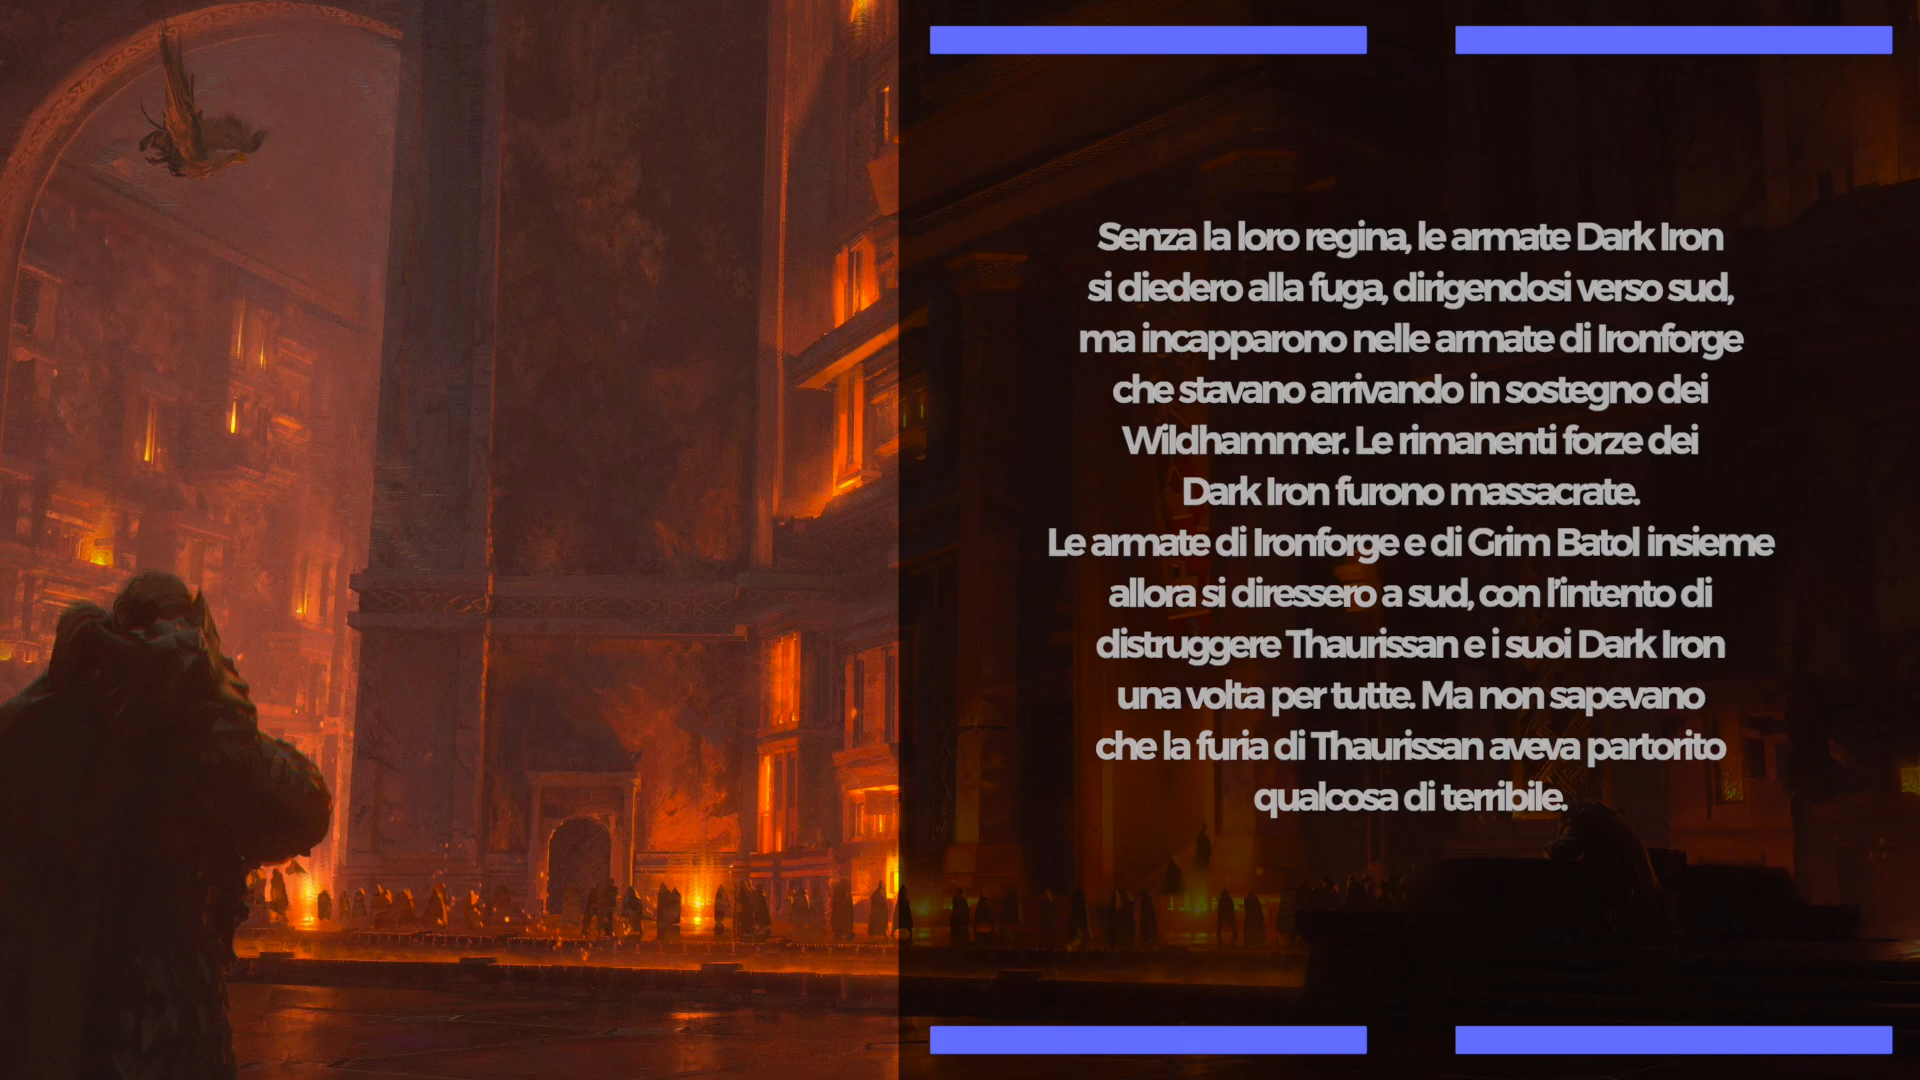 Senza la loro regina, le armate Dark Iron
si diedero alla fuga, dirigendosi verso sud,
ma incapparono nelle armate di Ironforge
che stavano arrivando in sostegno dei
Wildhammer. Le rimanenti forze dei
Dark Iron furono massacrate.
Le armate di Ironforge e di Grim Batol insieme
allora si diressero a sud, con l’intento di
distruggere Thaurissan e i suoi Dark Iron
una volta per tutte. Ma non sapevano
che la furia di Thaurissan aveva partorito
qualcosa di terribile.